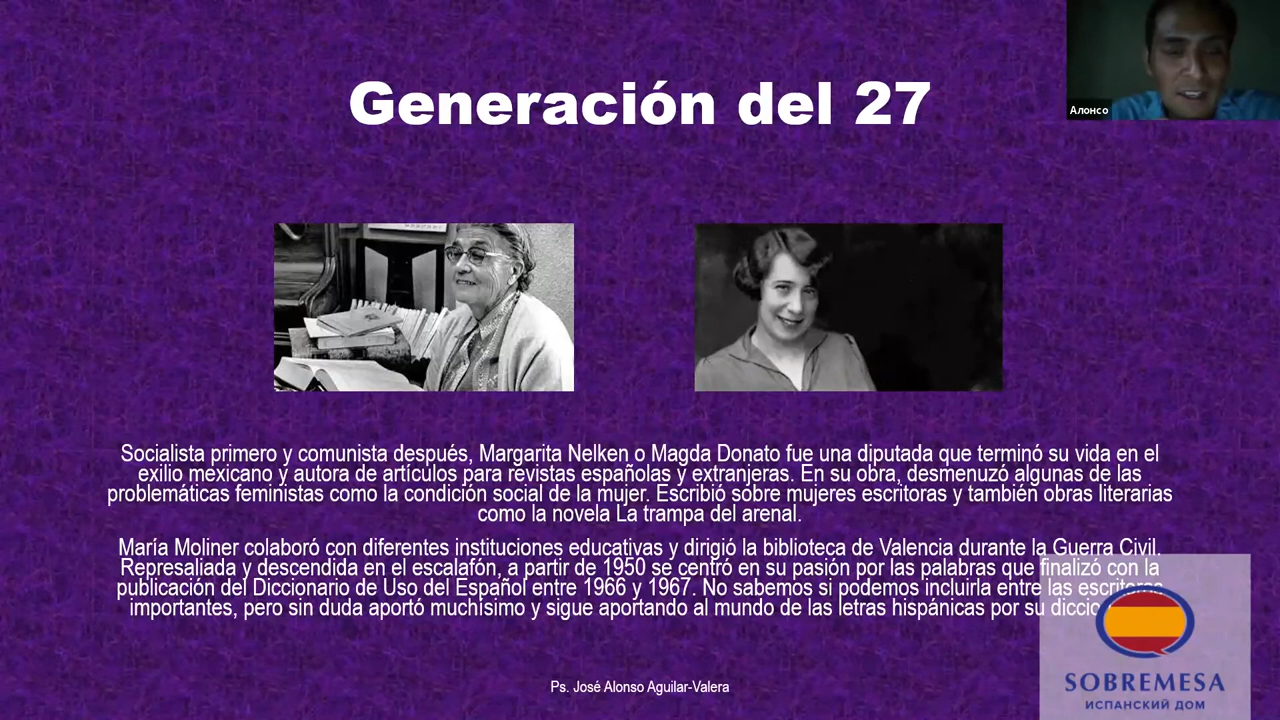 Generación del 27
Алонсо
Socialista primero y comunista después, Margarita Nelken o Magda Donato fue una diputada que terminó su vida en el
exilio mexicano y autora de artículos para revistas españolas y extranjeras. En su obra, desmenuzó algunas de las
problemáticas feministas como la condición social de la mujer. Escribió sobre mujeres escritoras y también obras literarias
como la novela La trampa del arenal.
María Moliner colaboró con diferentes instituciones educativas y dirigió la biblioteca de Valencia durante la Guerra Civil.
Represaliada y descendida en el escalafón, a partir de 1950 se centró en su pasión por las palabras que finalizó con la
publicación del Diccionario de Uso del Español entre 1966 y 1967. No sabemos si podemos incluirla entre las escritoras
importantes, pero sin duda aportó muchísimo y sigue aportando al mundo de las letras hispánicas por su
Ps. José Alonso Aguilar-Valera
SOBREMESA
ИСПАНСКИЙ ДОМ